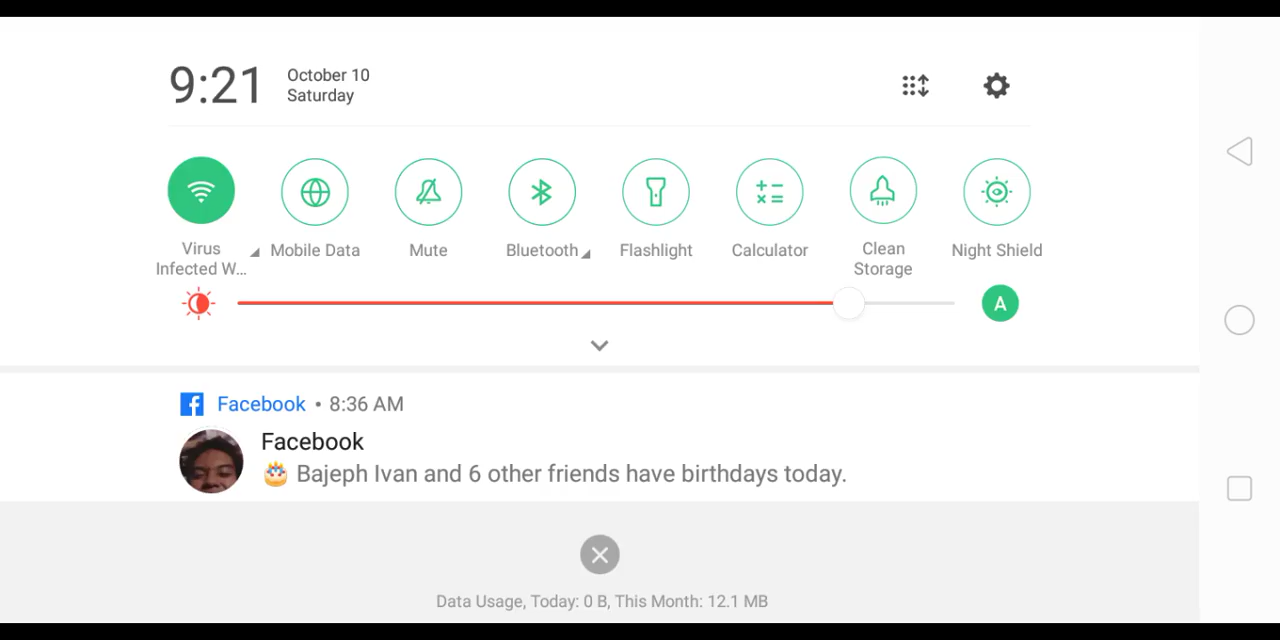 9:21
October 10
Saturday
Virus
Infected W...
Mobile Data
Mute
Bluetooth
Flashlight
Calculator
Clean
Storage
Night Shield
A
Facebook • 8:36 AM
Facebook
🎂 Bajeph Ivan and 6 other friends have birthdays today.
Data Usage, Today: 0 B, This Month: 12.1 MB